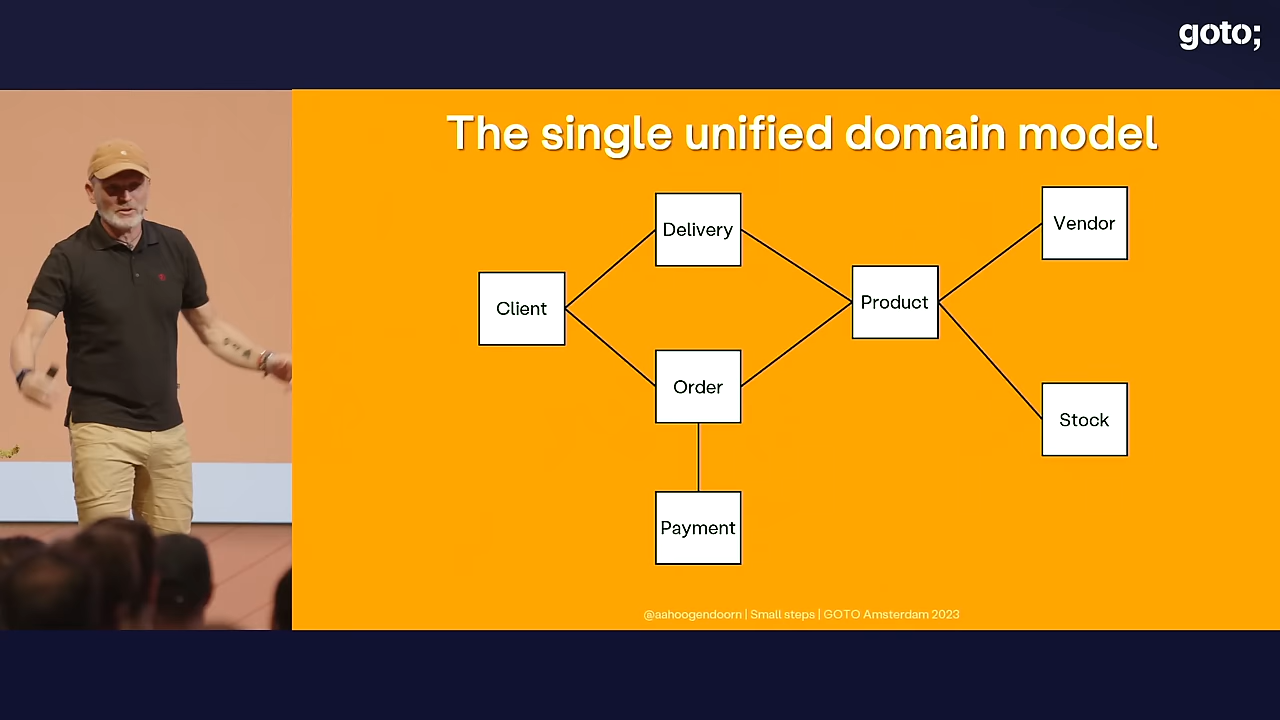 goto;
The single unified domain model
Delivery
Vendor
Client
Product
Order
Stock
Payment
@aahoogendoorn | Small steps | GOTO Amsterdam 2023